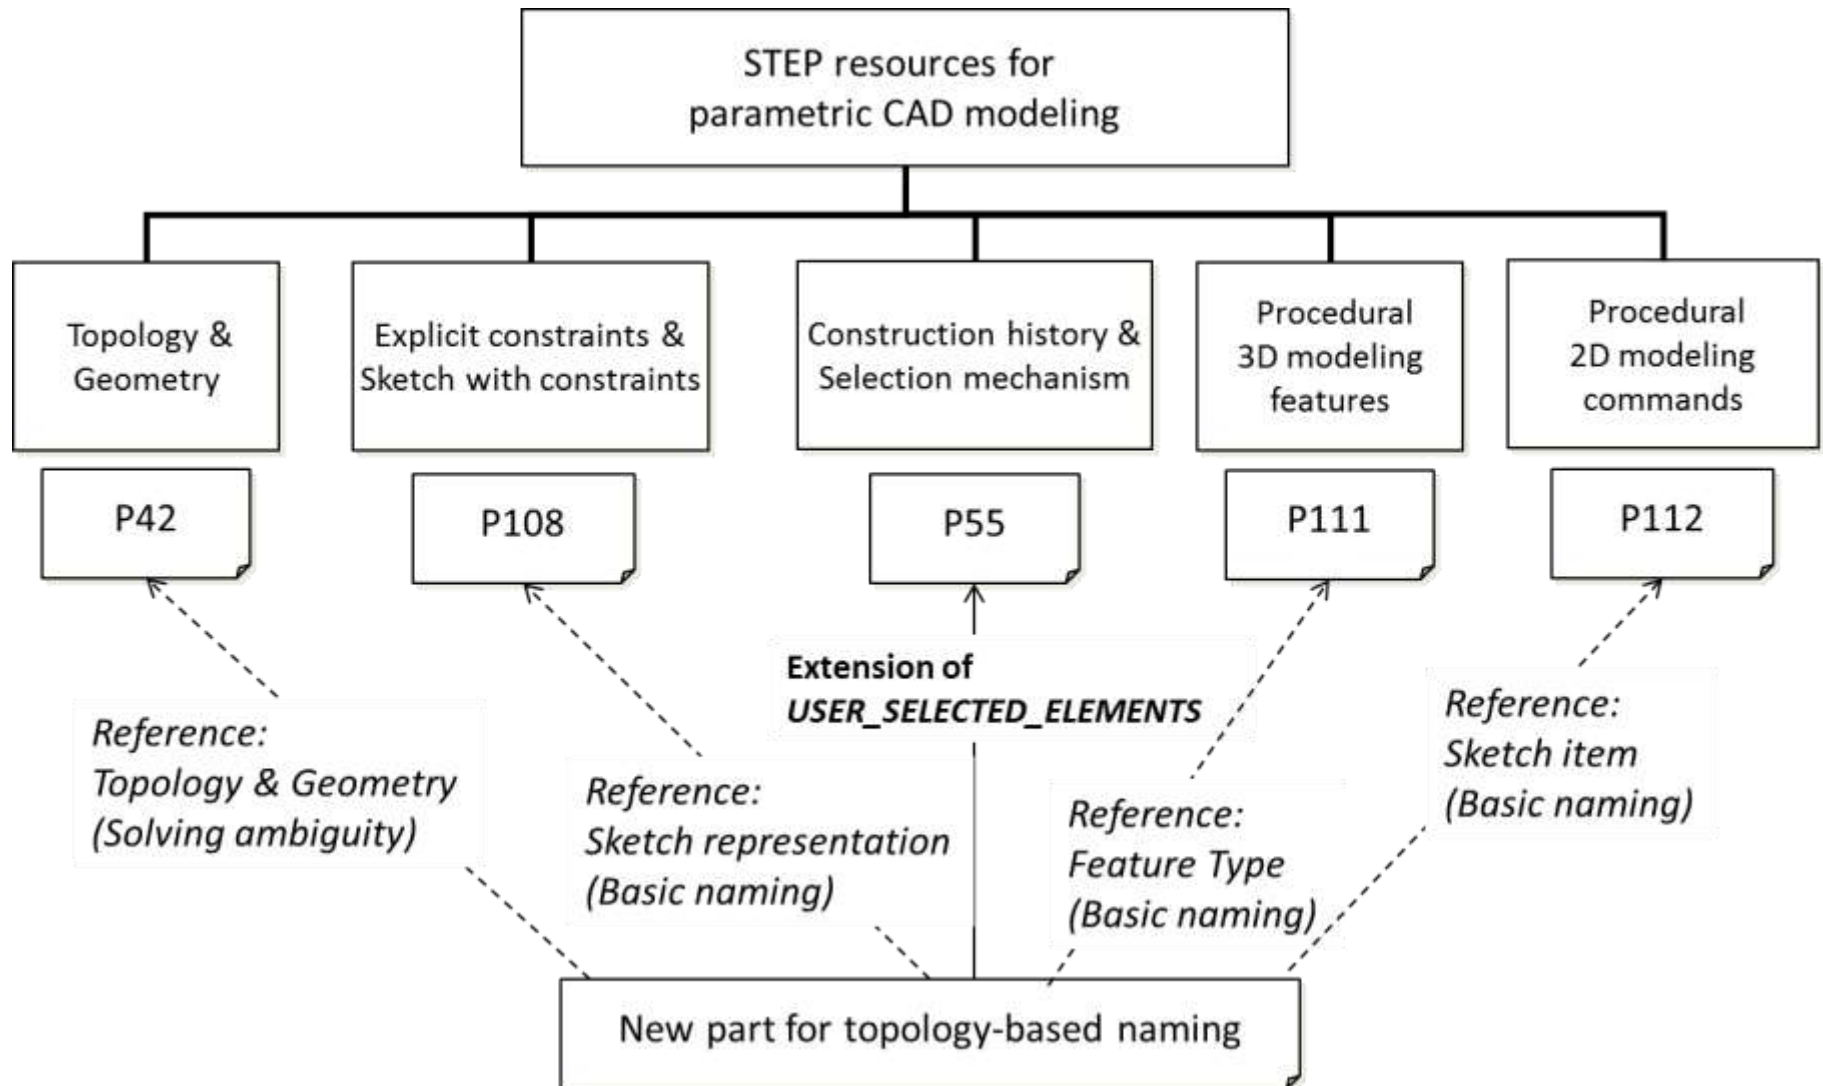 STEP resources for
parametric CAD modeling
Topology &
Geometry
Explicit constraints &
Sketch with constraints
Construction history &
Selection mechanism
Procedural
3D modeling
features
Procedural
2D modeling
commands
P42
P108
P55
P111
P112
Extension of
USER_SELECTED_ELEMENTS
Reference:
Topology & Geometry
(Solving ambiguity)
Reference:
Sketch representation
(Basic naming)
Reference:
Feature Type
(Basic naming)
Reference:
Sketch item
(Basic naming)
New part for topology-based naming